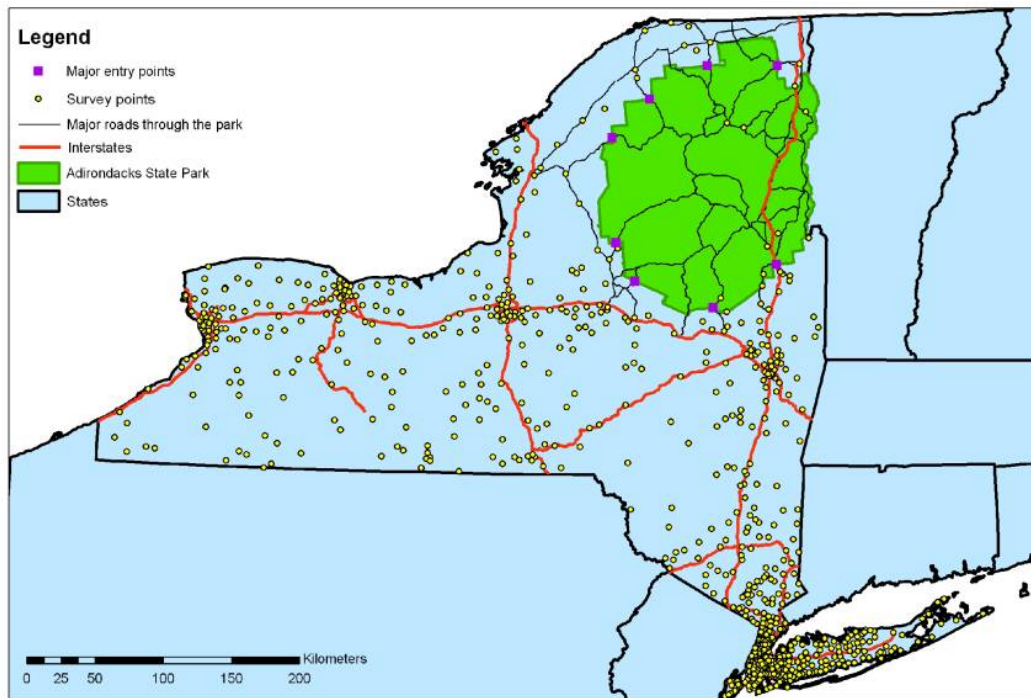 Legend
Major entry points
Survey points
Major roads through the park
Interstates
Adirondacks State Park
States
Kilometers
0 25 50 100 150 200